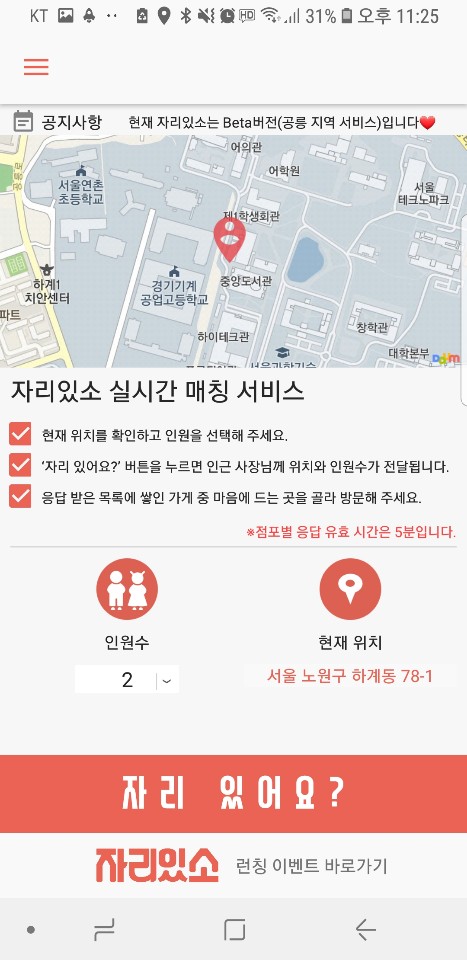 KT HD 31% 오후 11:25
공지사항 현재 자리있소는 Beta버전(공릉 지역 서비스)입니다❤️
어의관
어학원
서울연촌
초등학교
서울
테크노파크
제1학생회관
하계1
치안센터
중앙도서관
경기기계
공업고등학교
파트
하이테크관
창학관
대학본부
서울과학기술
Daum
자리있소 실시간 매칭 서비스
현재 위치를 확인하고 인원을 선택해 주세요.
‘자리 있어요?’ 버튼을 누르면 인근 사장님께 위치와 인원수가 전달됩니다.
응답 받은 목록에 쌓인 가게 중 마음에 드는 곳을 골라 방문해 주세요.
※점포별 응답 유효 시간은 5분입니다.
인원수 현재 위치
2 서울 노원구 하계동 78-1
자리 있어요?
자리있소 런칭 이벤트 바로가기